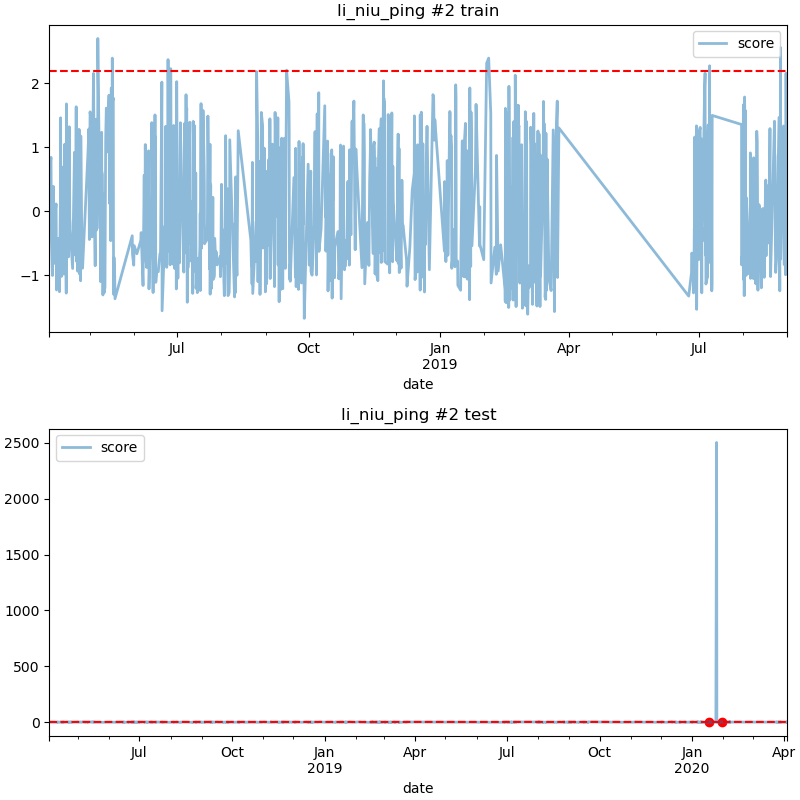 li_niu_ping #2 train
score
2
1
0
−1
Jul Oct Jan Apr Jul
2019
date
li_niu_ping #2 test
score
2500
2000
1500
1000
500
0
Jul Oct Jan Apr Jul Oct Jan Apr
2019 2020
date